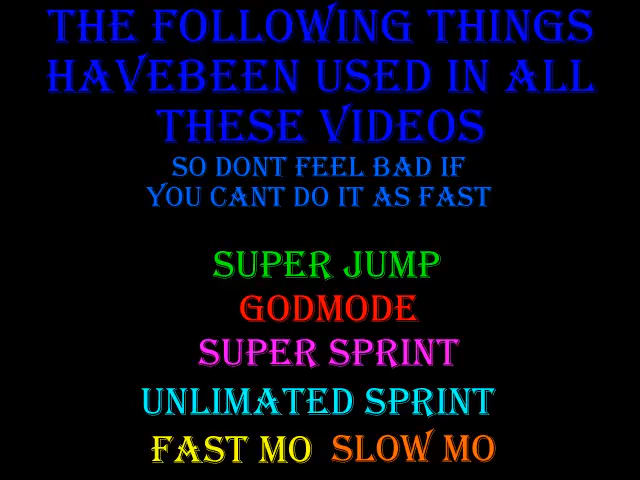 THE FOLLOWING THINGS
HAVEBEEN USED IN ALL
THESE VIDEOS
SO DONT FEEL BAD IF
YOU CANT DO IT AS FAST
SUPER JUMP
GODMODE
SUPER SPRINT
UNLIMATED SPRINT
FAST MO SLOW MO